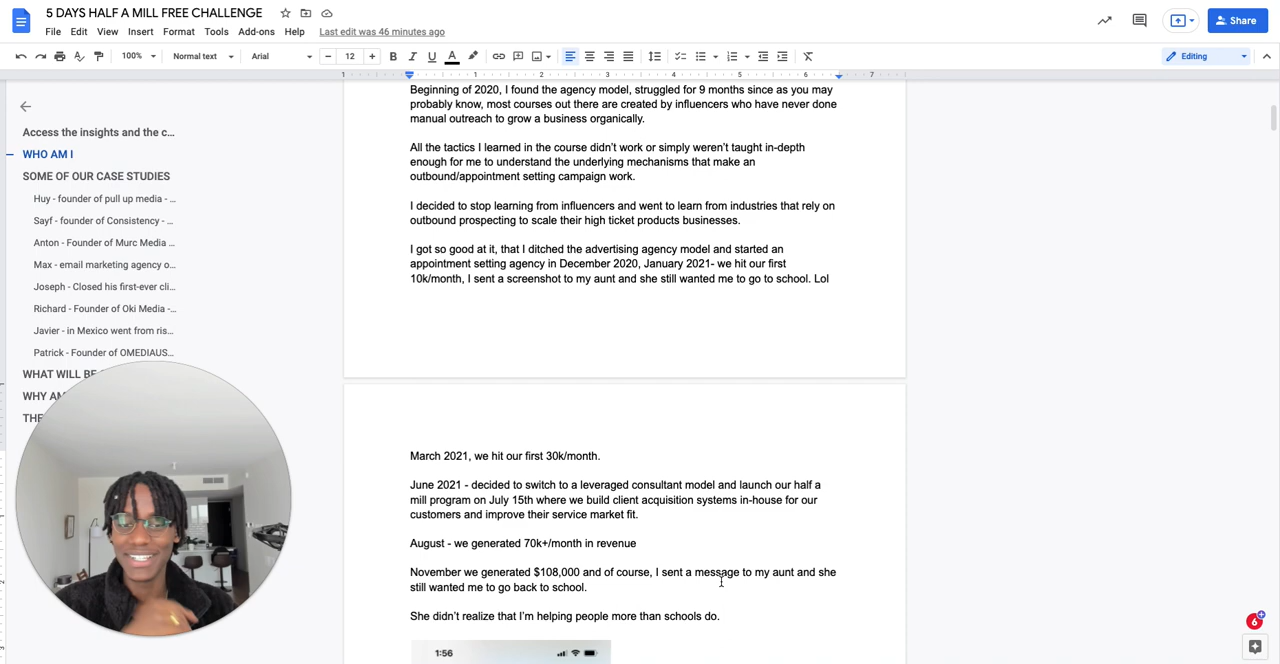 5 DAYS HALF A MILL FREE CHALLENGE
File Edit View Insert Format Tools Add-ons Help Last edit was 46 minutes ago
Share
100% Normal text Arial 12 B I U A Editing
1 1 2 3 4 5 6 7
Access the insights and the c...
WHO AM I
SOME OF OUR CASE STUDIES
Huy - founder of pull up media - ...
Sayf - founder of Consistency - ...
Anton - Founder of Murc Media ...
Max - email marketing agency o...
Joseph - Closed his first-ever cli...
Richard - Founder of Oki Media -...
Javier - in Mexico went from ris...
Patrick - Founder of OMEDIAUS...
WHAT WILL BE
WHY AM
THE
Beginning of 2020, I found the agency model, struggled for 9 months since as you may
probably know, most courses out there are created by influencers who have never done
manual outreach to grow a business organically.
All the tactics I learned in the course didn't work or simply weren't taught in-depth
enough for me to understand the underlying mechanisms that make an
outbound/appointment setting campaign work.
I decided to stop learning from influencers and went to learn from industries that rely on
outbound prospecting to scale their high ticket products businesses.
I got so good at it, that I ditched the advertising agency model and started an
appointment setting agency in December 2020, January 2021- we hit our first
10k/month, I sent a screenshot to my aunt and she still wanted me to go to school. Lol
March 2021, we hit our first 30k/month.
June 2021 - decided to switch to a leveraged consultant model and launch our half a
mill program on July 15th where we build client acquisition systems in-house for our
customers and improve their service market fit.
August - we generated 70k+/month in revenue
November we generated $108,000 and of course, I sent a message to my aunt and she
still wanted me to go back to school.
She didn't realize that I'm helping people more than schools do.
1:56
6